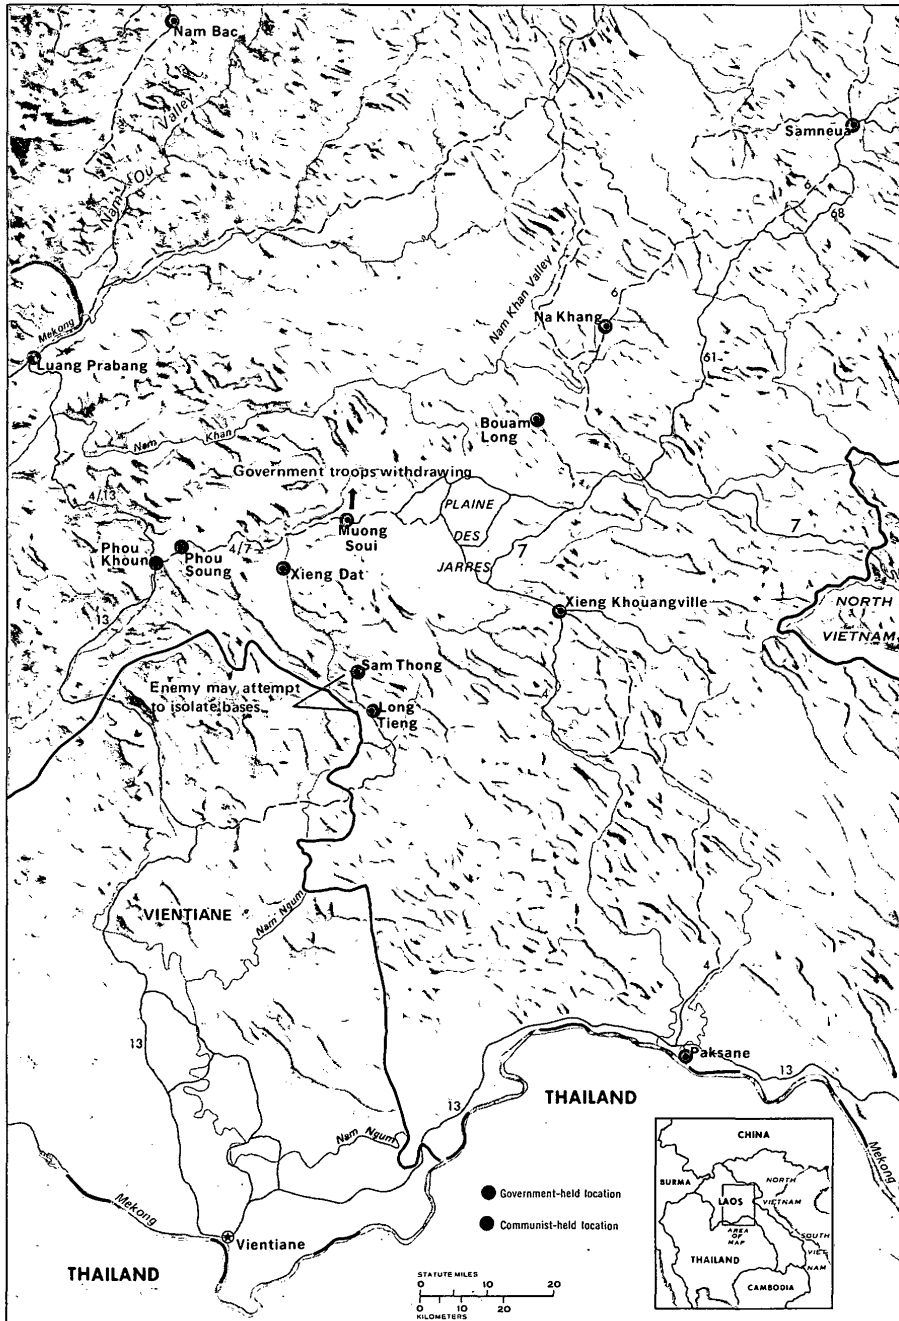 Nam Bac
Samneua
4
Valley
Nam Ou
6
68
Nam Khan Valley
6
Na Khang
Mekong
Luang Prabang
61
Bouam
Long
Nam Khan
Government troops withdrawing
4/13
PLAINE
DES
JARRES
Muong
Soui
4
7
7
Phou
Khoun
Phou
Soung
4/7
Xieng Dat
Xieng Khouangville
NORTH
VIETNAM
13
Sam Thong
Enemy may attempt
to isolate bases
Long
Tieng
4
VIENTIANE
Nam Ngum
4
13
Paksane
13
THAILAND
13
Nam Ngum
Mekong
Mekong
Vientiane
THAILAND
Government-held location
Communist-held location
STATUTE MILES
0 10 20
0 10 20
KILOMETERS
CHINA
BURMA
NORTH
VIETNAM
LAOS
AREA
OF
MAP
THAILAND
SOUTH
VIET
NAM
CAMBODIA